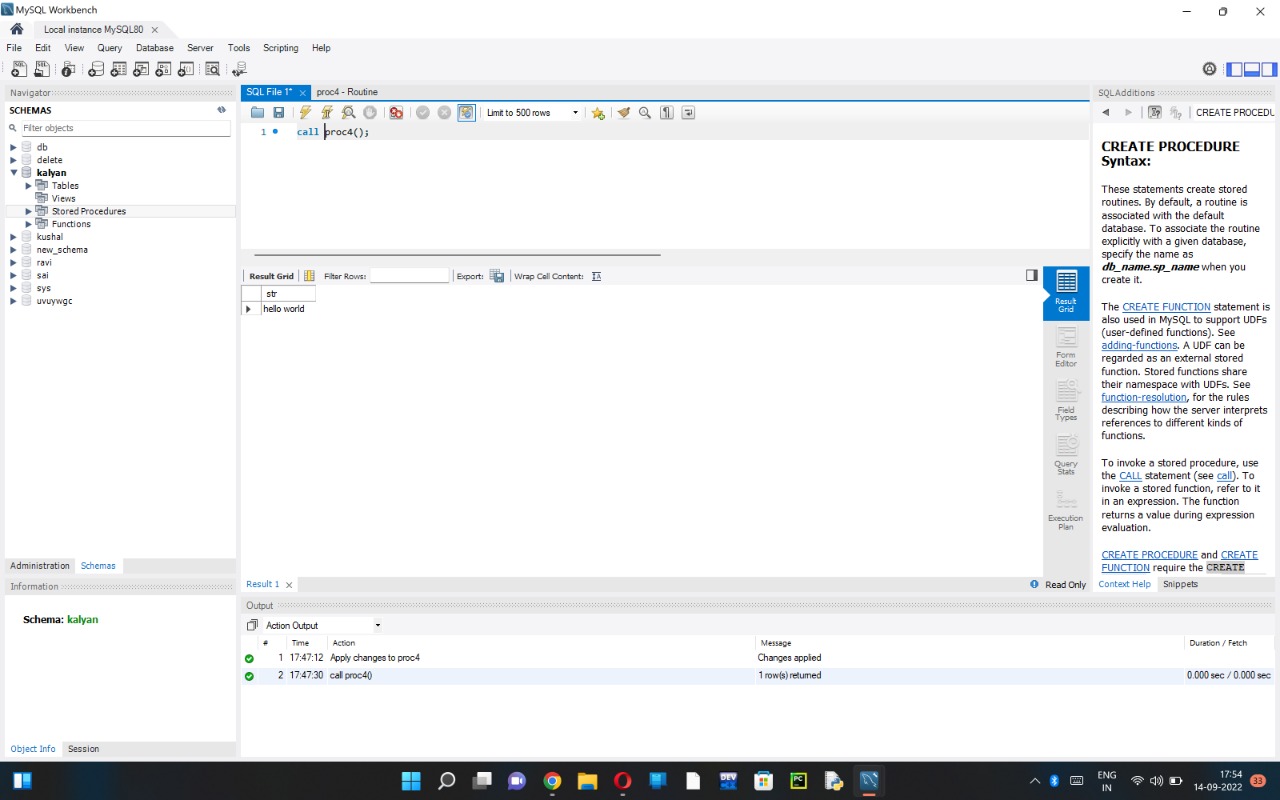 MySQL Workbench
Local instance MySQL80
File Edit View Query Database Server Tools Scripting Help
Navigator
SCHEMAS
Filter objects
db
delete
kalyan
Tables
Views
Stored Procedures
Functions
kushal
new_schema
ravi
sai
sys
uvuywgc
Administration Schemas
Information
Schema: kalyan
Object Info Session
SQL File 1* proc4 - Routine
Limit to 500 rows
1 call proc4();
Result Grid Filter Rows: Export: Wrap Cell Content:
str
hello world
Result
Grid
Form
Editor
Field
Types
Query
Stats
Execution
Plan
Result 1 Read Only
SQLAdditions
CREATE PROCEDU
CREATE PROCEDURE
Syntax:
These statements create stored
routines. By default, a routine is
associated with the default
database. To associate the routine
explicitly with a given database,
specify the name as
db_name.sp_name when you
create it.
The CREATE FUNCTION statement is
also used in MySQL to support UDFs
(user-defined functions). See
adding-functions. A UDF can be
regarded as an external stored
function. Stored functions share
their namespace with UDFs. See
function-resolution, for the rules
describing how the server interprets
references to different kinds of
functions.
To invoke a stored procedure, use
the CALL statement (see call). To
invoke a stored function, refer to it
in an expression. The function
returns a value during expression
evaluation.
CREATE PROCEDURE and CREATE
FUNCTION require the CREATE
Context Help Snippets
Output
Action Output
# Time Action Message Duration / Fetch
1 17:47:12 Apply changes to proc4 Changes applied
2 17:47:30 call proc4() 1 row(s) returned 0.000 sec / 0.000 sec
DEV
PC
ENG
IN
17:54
14-09-2022
33